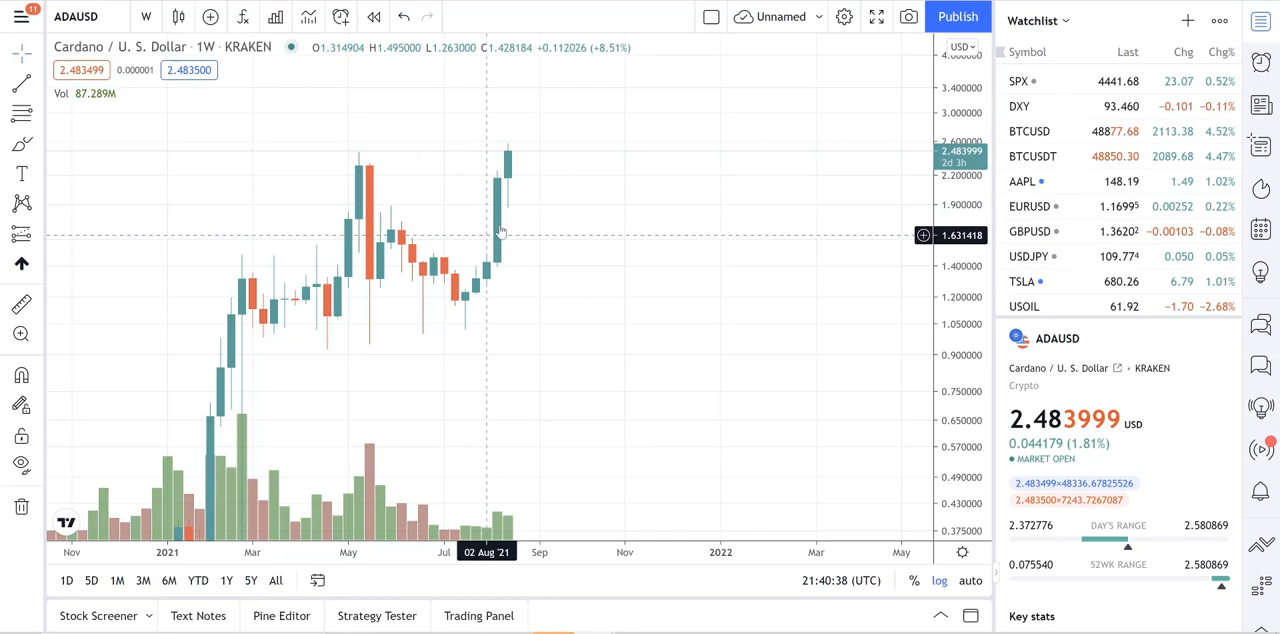 11
ADAUSD
W
Unnamed
Publish
Cardano / U. S. Dollar · 1W · KRAKEN
O1.314904 H1.495000 L1.263000 C1.428184 +0.112026 (+8.51%)
2.483499 0.000001 2.483500
Vol 87.289M
USD
4.000000
3.400000
3.000000
2.600000
2.483999
2d 3h
2.200000
1.900000
1.631418
1.400000
1.200000
1.050000
0.900000
0.750000
0.650000
0.570000
0.490000
0.430000
0.375000
Nov 2021 Mar May Jul 02 Aug '21 Sep Nov 2022 Mar May
1D 5D 1M 3M 6M YTD 1Y 5Y All
21:40:38 (UTC) % log auto
Stock Screener Text Notes Pine Editor Strategy Tester Trading Panel
Watchlist
Symbol Last Chg Chg%
SPX 4441.68 23.07 0.52%
DXY 93.460 −0.101 −0.11%
BTCUSD 48877.68 2113.38 4.52%
BTCUSDT 48850.30 2089.68 4.47%
AAPL 148.19 1.49 1.02%
EURUSD 1.16995 0.00252 0.22%
GBPUSD 1.36202 −0.00103 −0.08%
USDJPY 109.774 0.050 0.05%
TSLA 680.26 6.79 1.01%
USOIL 61.92 −1.70 −2.68%
ADAUSD
Cardano / U. S. Dollar • KRAKEN
Crypto
2.483999 USD
0.044179 (1.81%)
MARKET OPEN
2.483499×48336.67825526
2.483500×7243.7267087
2.372776 DAY'S RANGE 2.580869
0.075540 52WK RANGE 2.580869
Key stats